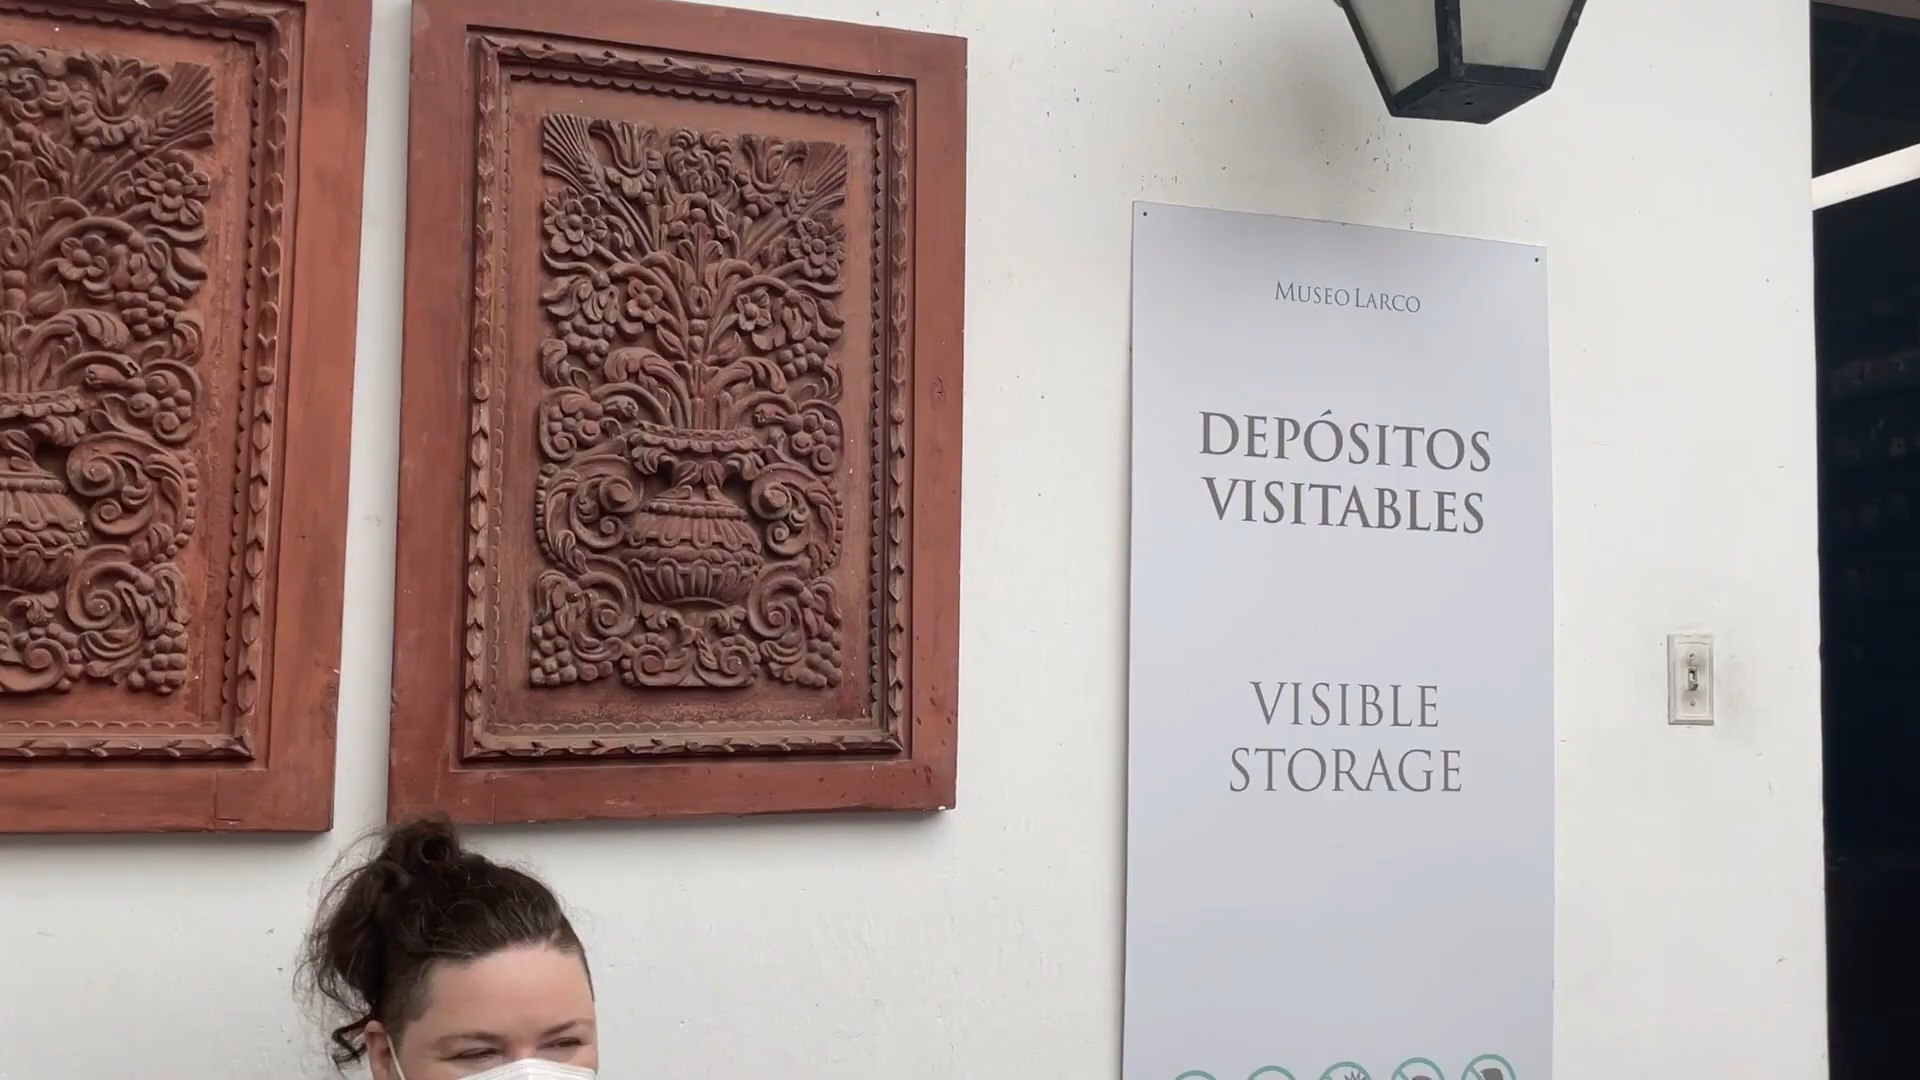 MUSEO LARCO
DEPÓSITOS
VISITABLES
VISIBLE
STORAGE